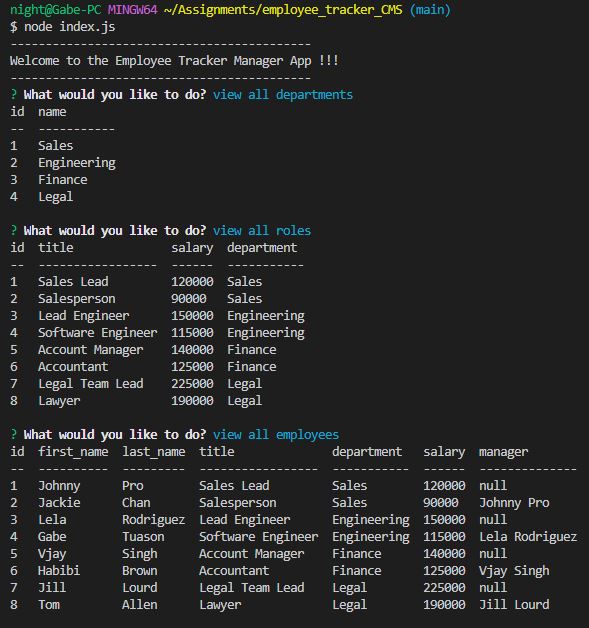 night@Gabe-PC MINGW64 ~/Assignments/employee_tracker_CMS (main)
$ node index.js
-------------------------------------------
Welcome to the Employee Tracker Manager App !!!
-------------------------------------------
? What would you like to do? view all departments
id  name
--  -----------
1   Sales
2   Engineering
3   Finance
4   Legal
? What would you like to do? view all roles
id  title              salary  department
--  -----------------  ------  -----------
1   Sales Lead         120000  Sales
2   Salesperson        90000   Sales
3   Lead Engineer      150000  Engineering
4   Software Engineer  115000  Engineering
5   Account Manager    140000  Finance
6   Accountant         125000  Finance
7   Legal Team Lead    225000  Legal
8   Lawyer             190000  Legal
? What would you like to do? view all employees
id  first_name  last_name  title              department   salary  manager
--  ----------  ---------  -----------------  -----------  ------  --------------
1   Johnny      Pro        Sales Lead         Sales        120000  null
2   Jackie      Chan       Salesperson        Sales        90000   Johnny Pro
3   Lela        Rodriguez  Lead Engineer      Engineering  150000  null
4   Gabe        Tuason     Software Engineer  Engineering  115000  Lela Rodriguez
5   Vjay        Singh      Account Manager    Finance      140000  null
6   Habibi      Brown      Accountant         Finance      125000  Vjay Singh
7   Jill        Lourd      Legal Team Lead    Legal        225000  null
8   Tom         Allen      Lawyer             Legal        190000  Jill Lourd